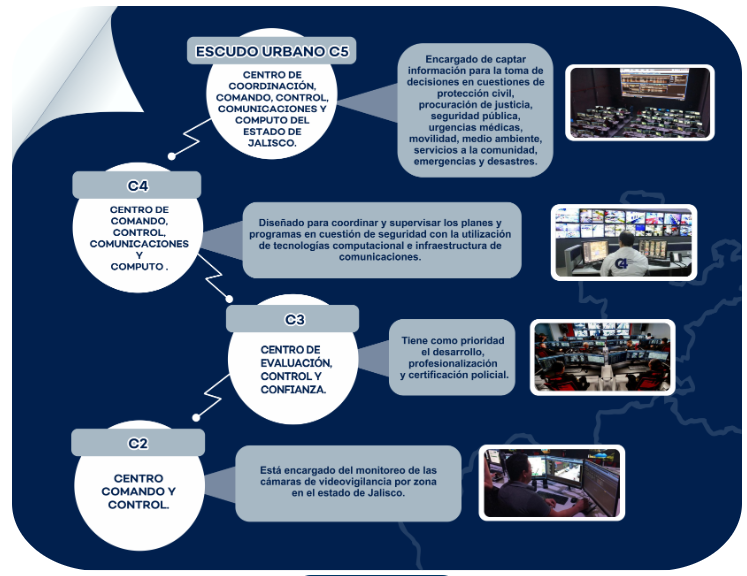 ESCUDO URBANO C5
CENTRO DE
COORDINACIÓN,
COMANDO, CONTROL,
COMUNICACIONES Y
COMPUTO DEL
ESTADO DE
JALISCO.
Encargado de captar
información para la toma de
decisiones en cuestiones de
protección civil,
procuración de justicia,
seguridad pública,
urgencias médicas,
movilidad, medio ambiente,
servicios a la comunidad,
emergencias y desastres.
C4
CENTRO DE
COMANDO,
CONTROL,
COMUNICACIONES
Y
COMPUTO .
Diseñado para coordinar y supervisar los planes y
programas en cuestión de seguridad con la utilización
de tecnologías computacional e infraestructura de
comunicaciones.
C4
C3
CENTRO DE
EVALUACIÓN,
CONTROL Y
CONFIANZA.
Tiene como prioridad
el desarrollo,
profesionalización
y certificación policial.
C2
CENTRO
COMANDO Y
CONTROL.
Está encargado del monitoreo de las
cámaras de videovigilancia por zona
en el estado de Jalisco.